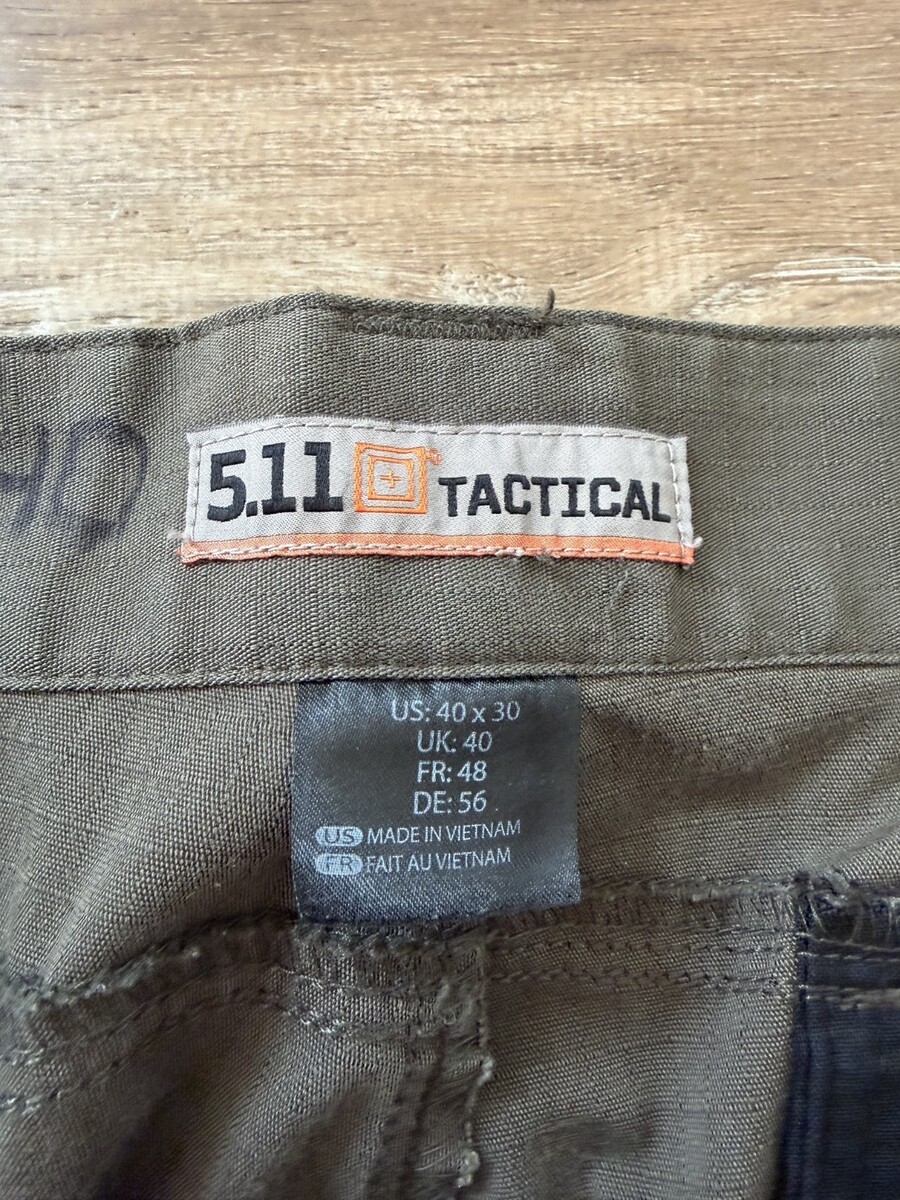 40
5.11 TACTICAL
US: 40 x 30
UK: 40
FR: 48
DE: 56
US MADE IN VIETNAM
FR FAIT AU VIETNAM